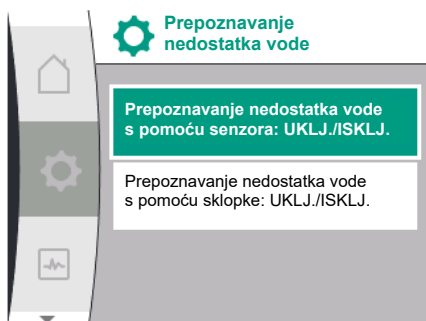 Prepoznavanje
nedostatka vode
Prepoznavanje nedostatka vode
s pomoću senzora: UKLJ./ISKLJ.
Prepoznavanje nedostatka vode
s pomoću sklopke: UKLJ./ISKLJ.